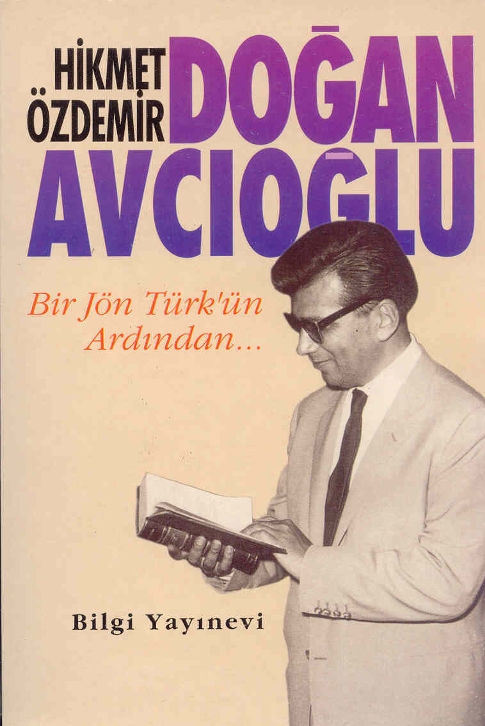 HİKMET
ÖZDEMİR
DOĞAN
AVCIOĞLU
Bir Jön Türk'ün
Ardından...
Bilgi Yayınevi